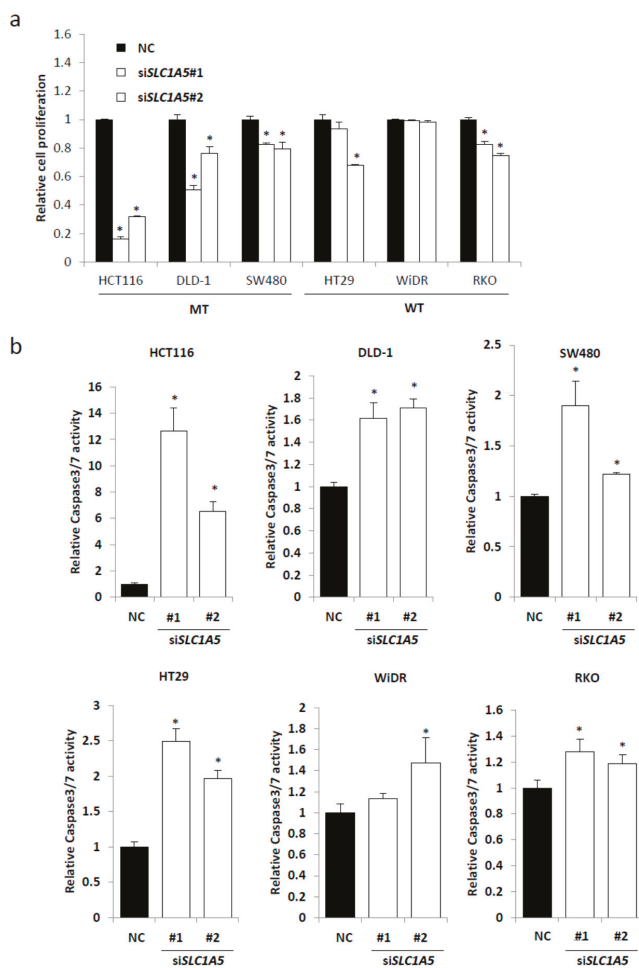 a
1.6
1.4
1.2
1
0.8
0.6
0.4
0.2
0
Relative cell proliferation
NC
siSLC1A5#1
siSLC1A5#2
* * * * * * * * *
HCT116 DLD-1 SW480 HT29 WiDR RKO
MT WT
b
HCT116
Relative Caspase3/7 activity
16
14
12
10
8
6
4
2
0
* *
NC #1 #2
siSLC1A5
DLD-1
Relative Caspase3/7 activity
2
1.8
1.6
1.4
1.2
1
0.8
0.6
0.4
0.2
0
* *
NC #1 #2
siSLC1A5
SW480
Relative Caspase3/7 activity
2.5
2
1.5
1
0.5
0
* *
NC #1 #2
siSLC1A5
HT29
Relative Caspase3/7 activity
3
2.5
2
1.5
1
0.5
0
* *
NC #1 #2
siSLC1A5
WiDR
Relative Caspase3/7 activity
2
1.8
1.6
1.4
1.2
1
0.8
0.6
0.4
0.2
0
*
NC #1 #2
siSLC1A5
RKO
Relative Caspase3/7 activity
1.6
1.4
1.2
1
0.8
0.6
0.4
0.2
0
* *
NC #1 #2
siSLC1A5